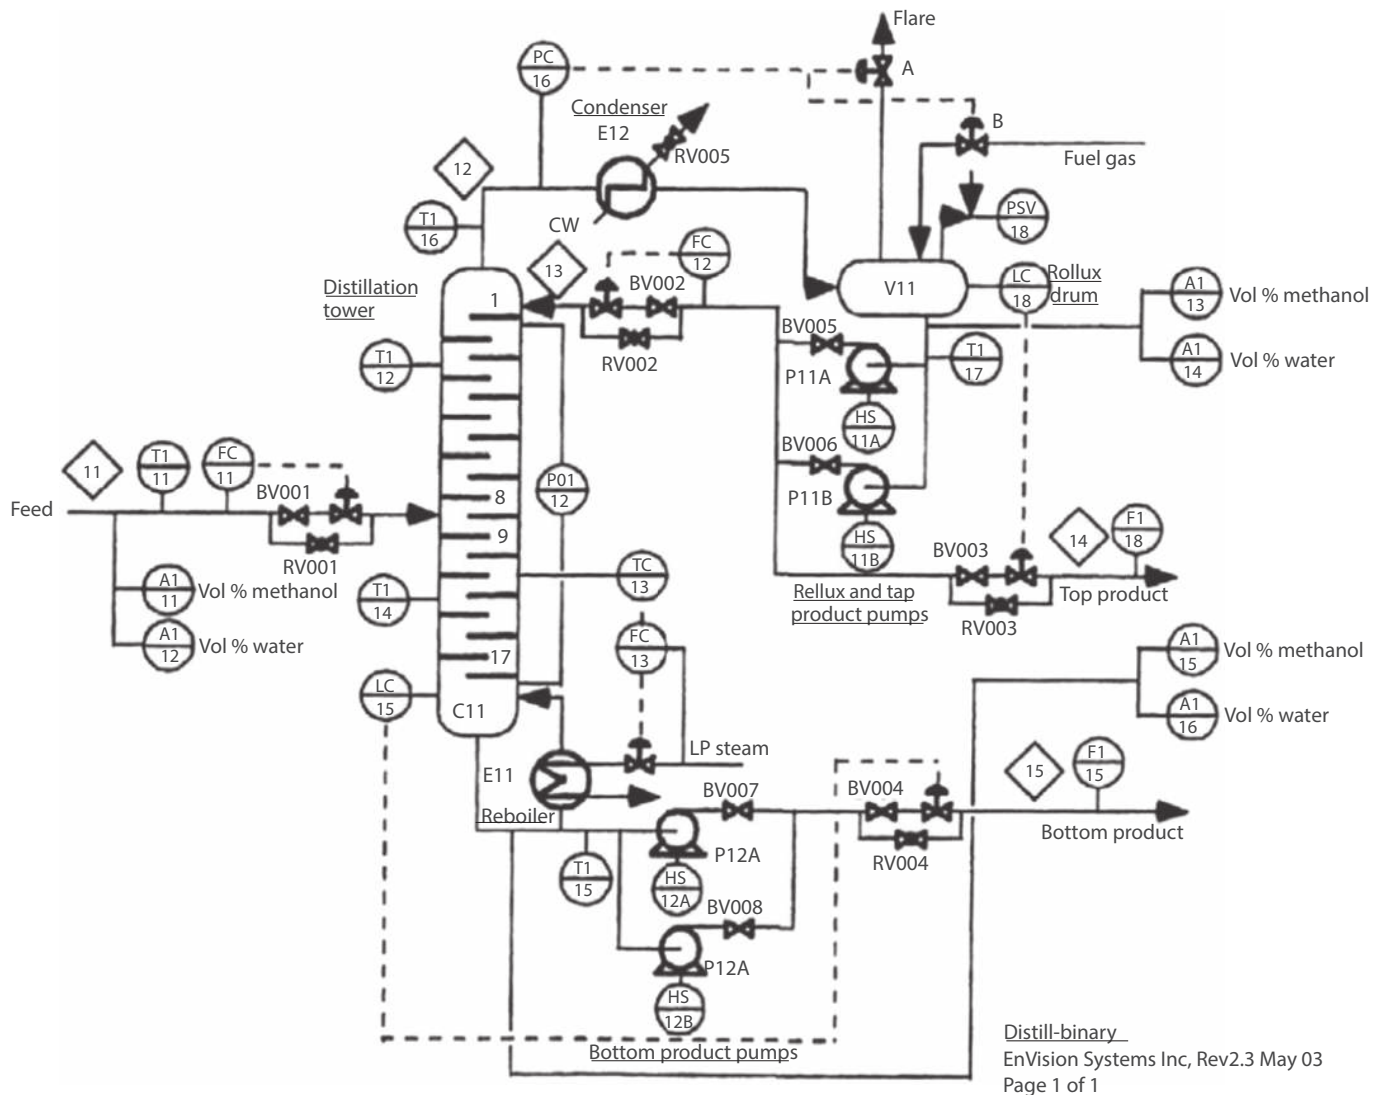 Flare
PC
16
A
Condenser
E12
RV005
B
Fuel gas
12
T1
16
CW
PSV
18
13
FC
12
BV002
RV002
Distillation
tower
1
V11
LC
18
Rollux
drum
A1
13
Vol % methanol
A1
14
Vol % water
BV005
P11A
T1
17
HS
11A
T1
12
BV006
P11B
HS
11B
11
T1
11
FC
11
BV001
RV001
Feed
8
9
P01
12
A1
11
Vol % methanol
A1
12
Vol % water
T1
14
TC
13
FC
13
17
LC
15
C11
BV003
RV003
14
F1
18
Top product
Rellux and tap
product pumps
A1
15
Vol % methanol
A1
16
Vol % water
LP steam
E11
Reboiler
BV007
P12A
HS
12A
T1
15
BV008
P12A
HS
12B
BV004
RV004
15
F1
15
Bottom product
Bottom product pumps
Distill-binary
EnVision Systems Inc, Rev2.3 May 03
Page 1 of 1